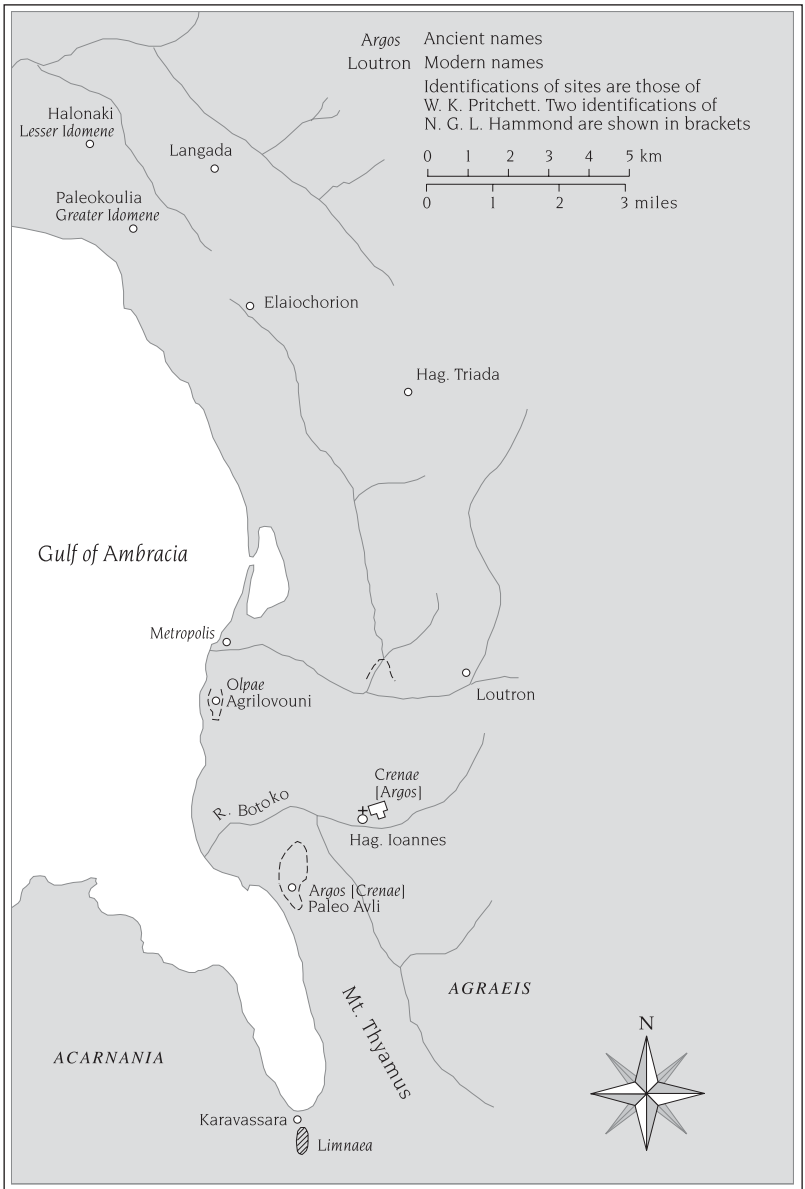 Argos Ancient names
Loutron Modern names
Identifications of sites are those of
W. K. Pritchett. Two identifications of
N. G. L. Hammond are shown in brackets
0 1 2 3 4 5 km
0 1 2 3 miles
Halonaki
Lesser Idomene
Langada
Paleokoulia
Greater Idomene
Elaiochorion
Hag. Triada
Gulf of Ambracia
Metropolis
Olpae
Agrilovouni
Loutron
Crenae
[Argos]
R. Botoko
Hag. Ioannes
Argos [Crenae]
Paleo Avli
AGRAEIS
Mt. Thyamus
N
ACARNANIA
Karavassara
Limnaea